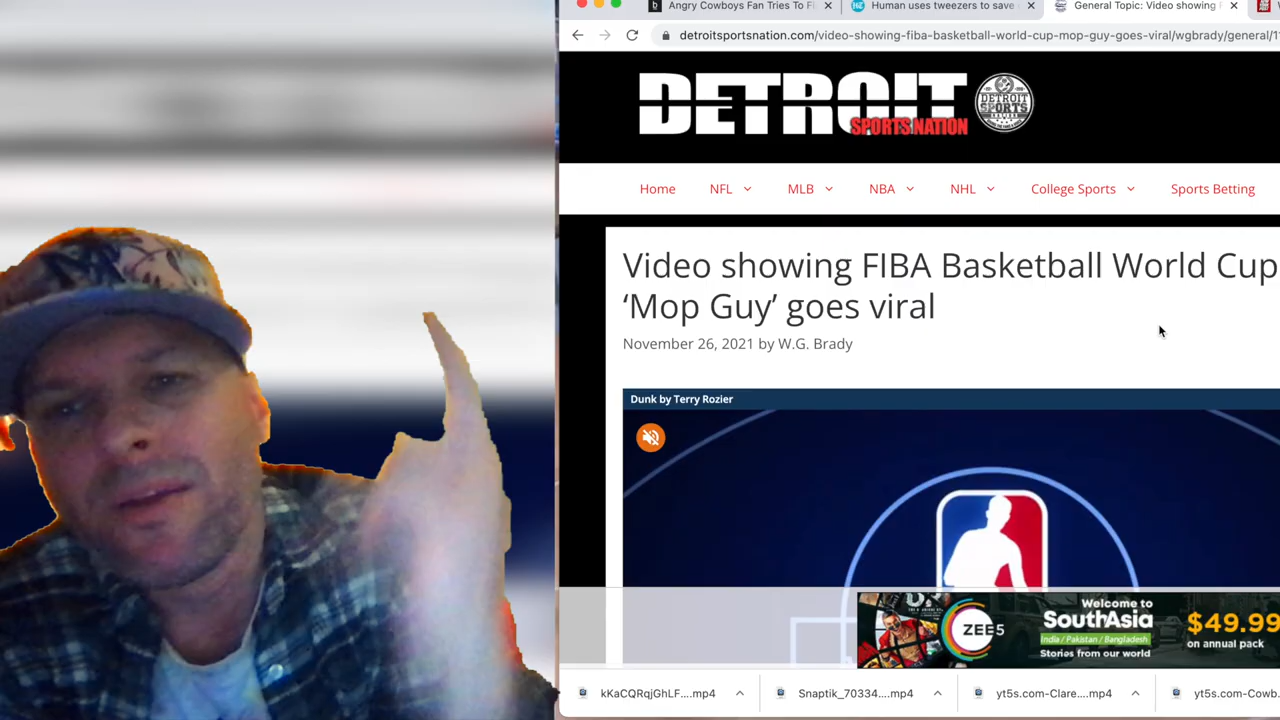 Angry Cowboys Fan Tries To Fi
Human uses tweezers to save
General Topic: Video showing
detroitsportsnation.com/video-showing-fiba-basketball-world-cup-mop-guy-goes-viral/wgbrady/general/1
DETROIT
SPORTS NATION
DETROIT
SPORTS
NATION
Home NFL MLB NBA NHL College Sports Sports Betting
Video showing FIBA Basketball World Cup
‘Mop Guy’ goes viral
November 26, 2021 by W.G. Brady
Dunk by Terry Rozier
ZEE5
Welcome to
SouthAsia
India / Pakistan / Bangladesh
Stories from our world
$49.99
on annual pack
kKaCQRqjGhLF....mp4
Snaptik_70334....mp4
yt5s.com-Clare....mp4
yt5s.com-Cowb.